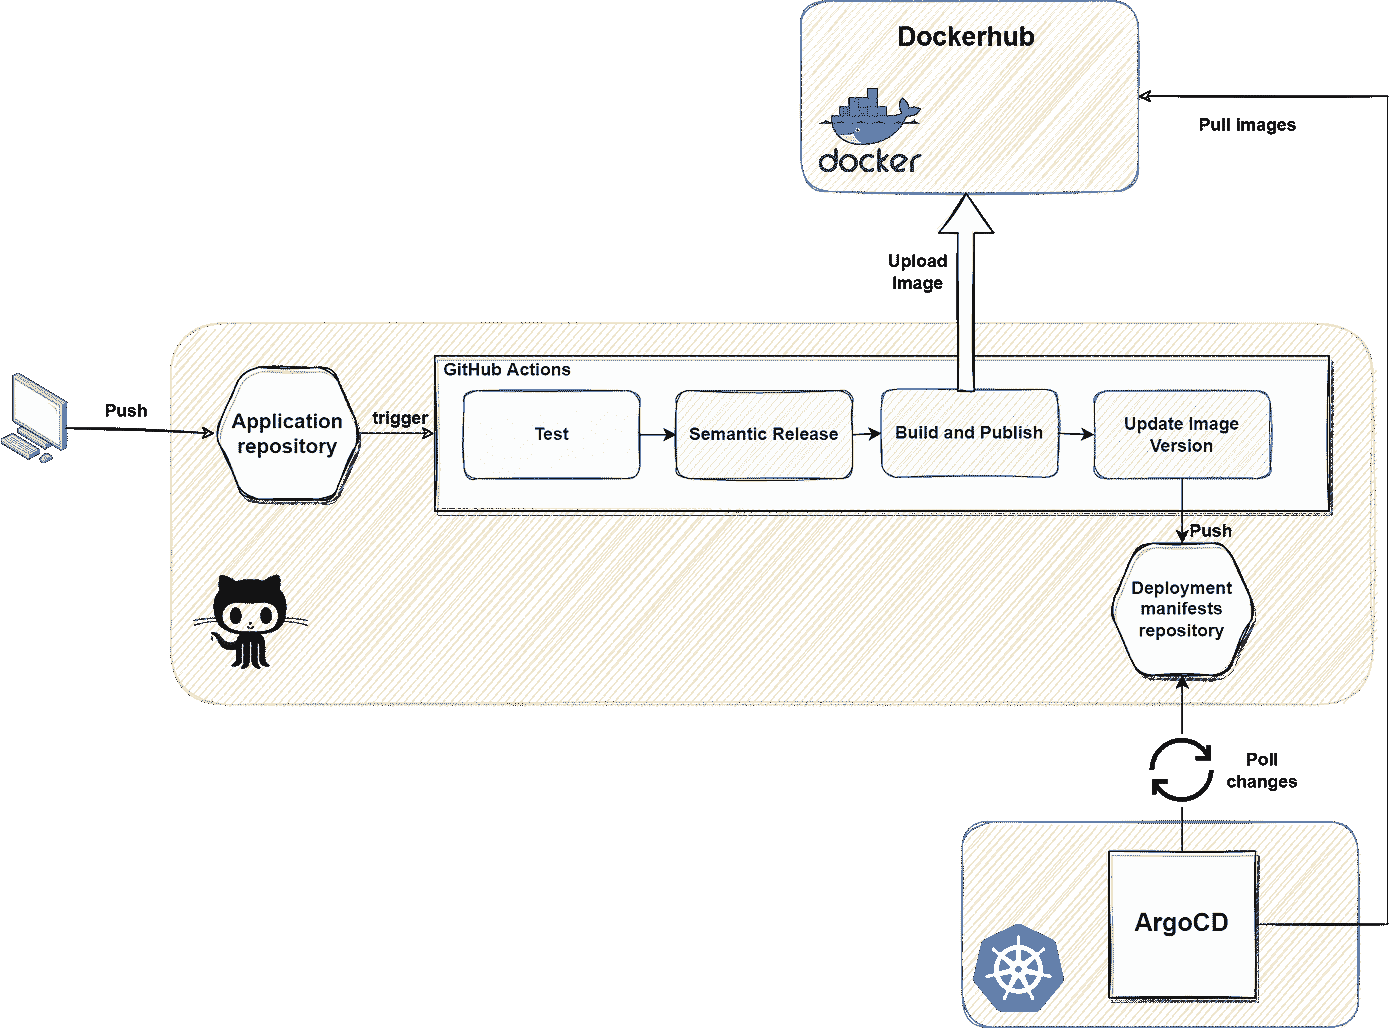 Dockerhub
docker
Pull images
Upload
Image
GitHub Actions
Push
Application
repository
trigger
Test
Semantic Release
Build and Publish
Update Image
Version
Push
Deployment
manifests
repository
Poll
changes
ArgoCD